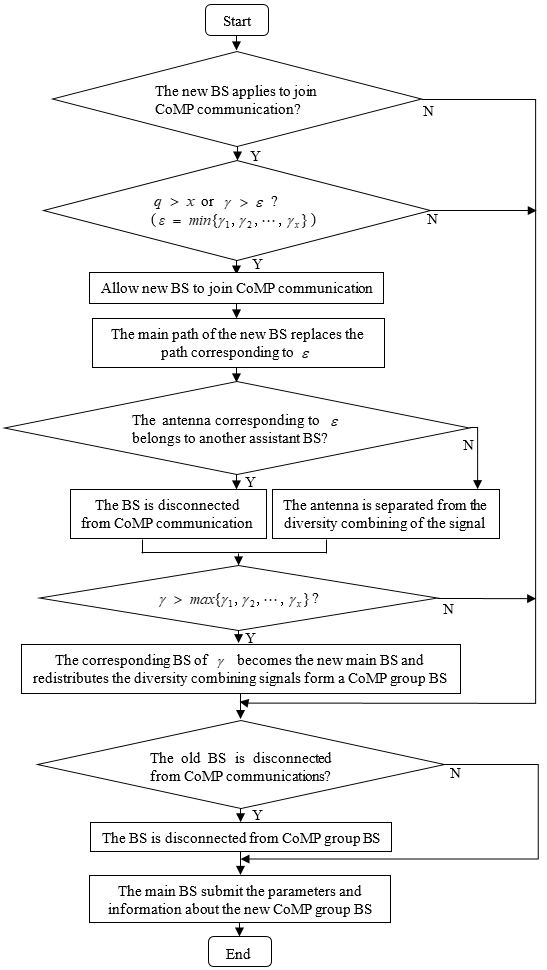 Start
The new BS applies to join
CoMP communication?
N
Y
q > x or γ > ε ?
(ε = min{γ1, γ2, ⋯, γx})
N
Y
Allow new BS to join CoMP communication
The main path of the new BS replaces the
path corresponding to ε
The antenna corresponding to ε
belongs to another assistant BS?
N
Y
The BS is disconnected
from CoMP communication
The antenna is separated from the
diversity combining of the signal
γ > max{γ1, γ2, ⋯, γx}?
N
Y
The corresponding BS of γ becomes the new main BS and
redistributes the diversity combining signals form a CoMP group BS
The old BS is disconnected
from CoMP communications?
N
Y
The BS is disconnected from CoMP group BS
The main BS submit the parameters and
information about the new CoMP group BS
End